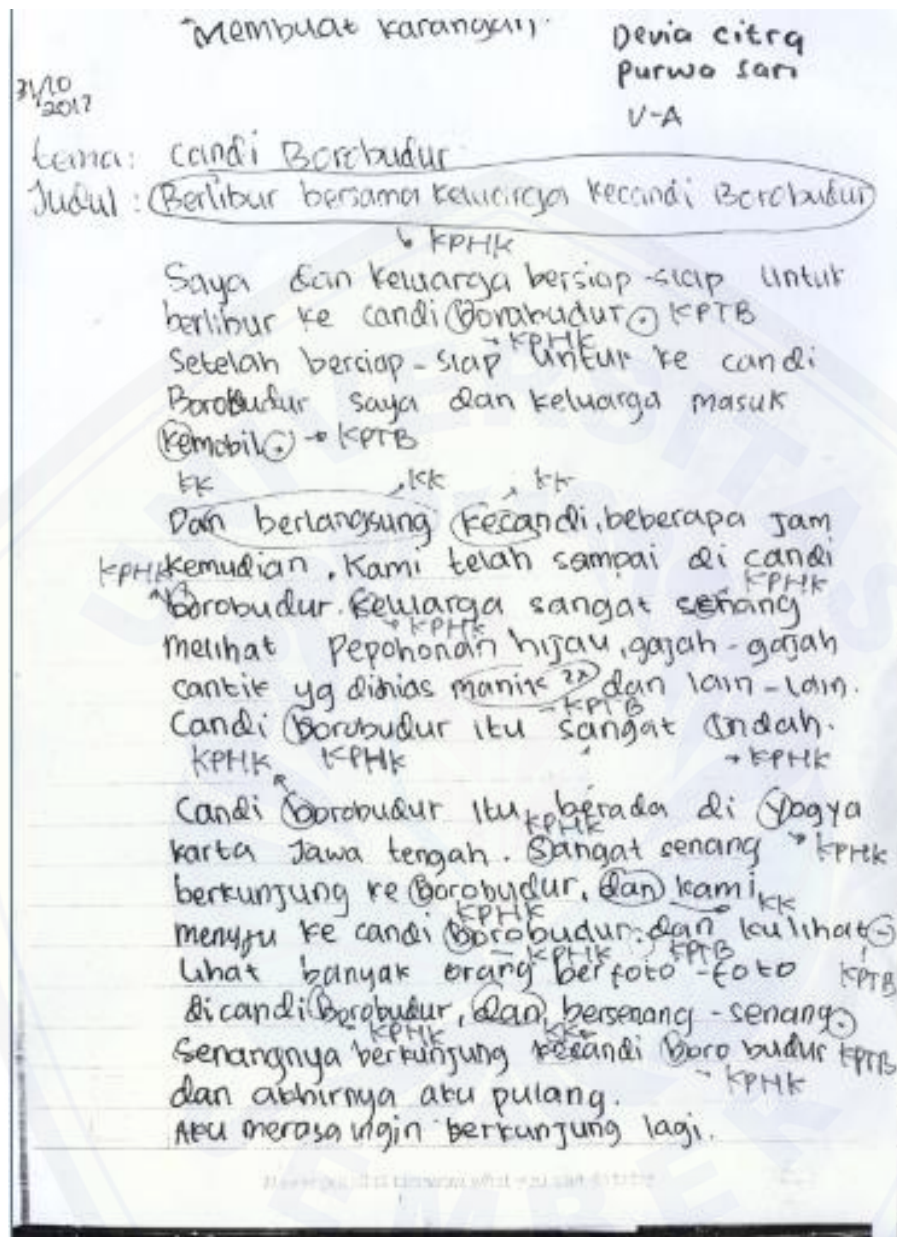 "Membuat karangan"
Devia citra
purwo sari
31/10
2017
V-A
tema: candi Borobudur
Judul : Berlibur bersama keluarga kecandi Borobudur
KPHK
Saya dan keluarga bersiap-siap untuk
berlibur ke candi Borabudur. KPTB
KPHK
Setelah bersiap-siap untuk ke candi
Borobudur saya dan keluarga masuk
kemobil. KPTB
KK KK KK
Dan berlangsung kecandi, beberapa jam
KPHK kemudian. Kami telah sampai di candi
KPHK
borobudur. Keluarga sangat senang
KPHK
melihat Pepohonan hijau, gajah-gajah
cantik yg dihias manik 2x dan lain-lain.
KPTB
Candi Borobudur itu sangat indah.
KPHK KPHK KPHK
Candi borobudur itu berada di Yogya
KPHK
karta Jawa tengah. Sangat senang KPHK
berkunjung ke Borobudur. dan kami KK
KPHK
menuju ke candi Borobudur. dan kulihat-
KPHK KPTB
Lihat banyak orang berfoto-foto KPTB
dicandi Borobudur, dan bersenang-senang.
KPHK KK
Senangnya berkunjung kecandi Boro budur KPTB
KPHK
dan akhirnya aku pulang.
Aku merasa ingin berkunjung lagi.